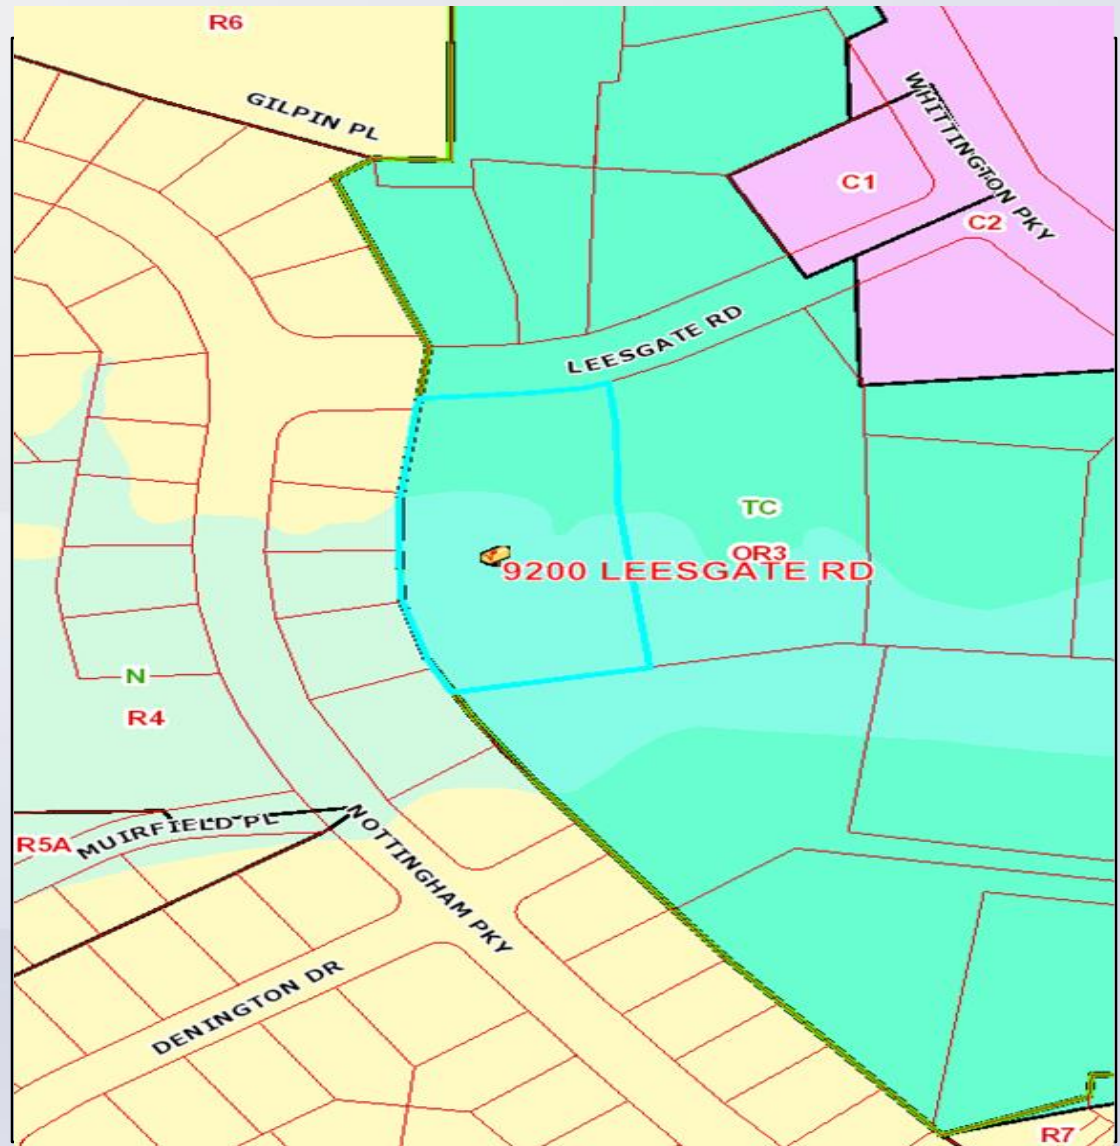 R6
GILPIN PL
WHITTINGTON PKY
C1
C2
LEESGATE RD
TC
OR3
9200 LEESGATE RD
N
R4
R5A
MUIRFIELD PL
NOTTINGHAM PKY
DENINGTON DR
R7